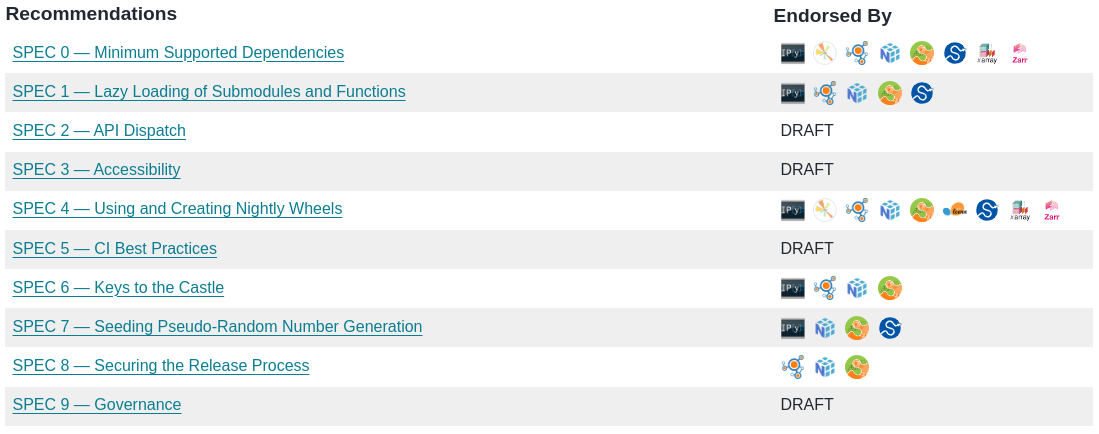 Recommendations Endorsed By
SPEC 0 — Minimum Supported Dependencies IPy array Zarr
SPEC 1 — Lazy Loading of Submodules and Functions IPy
SPEC 2 — API Dispatch DRAFT
SPEC 3 — Accessibility DRAFT
SPEC 4 — Using and Creating Nightly Wheels IPy learn array Zarr
SPEC 5 — CI Best Practices DRAFT
SPEC 6 — Keys to the Castle IPy
SPEC 7 — Seeding Pseudo-Random Number Generation IPy
SPEC 8 — Securing the Release Process
SPEC 9 — Governance DRAFT